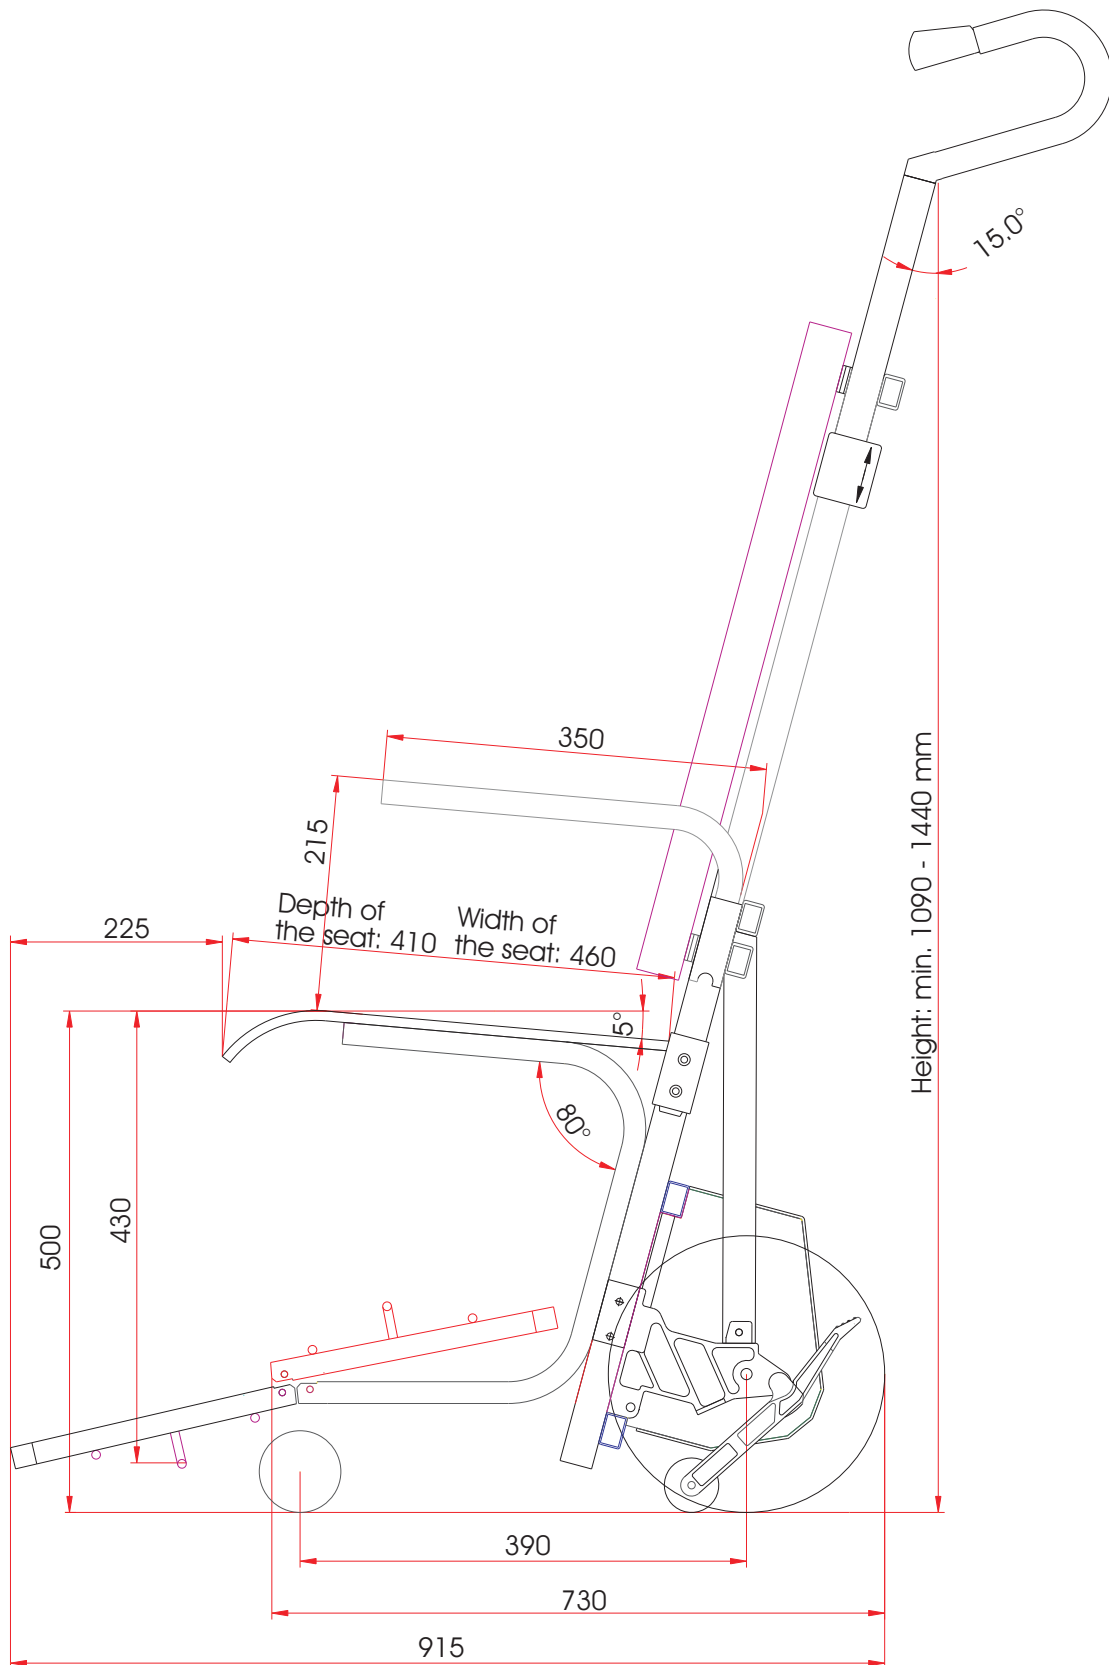 15.0°
350
215
Height: min. 1090 - 1440 mm
Depth of
the seat: 410
Width of
the seat: 460
225
5°
80°
430
500
390
730
915